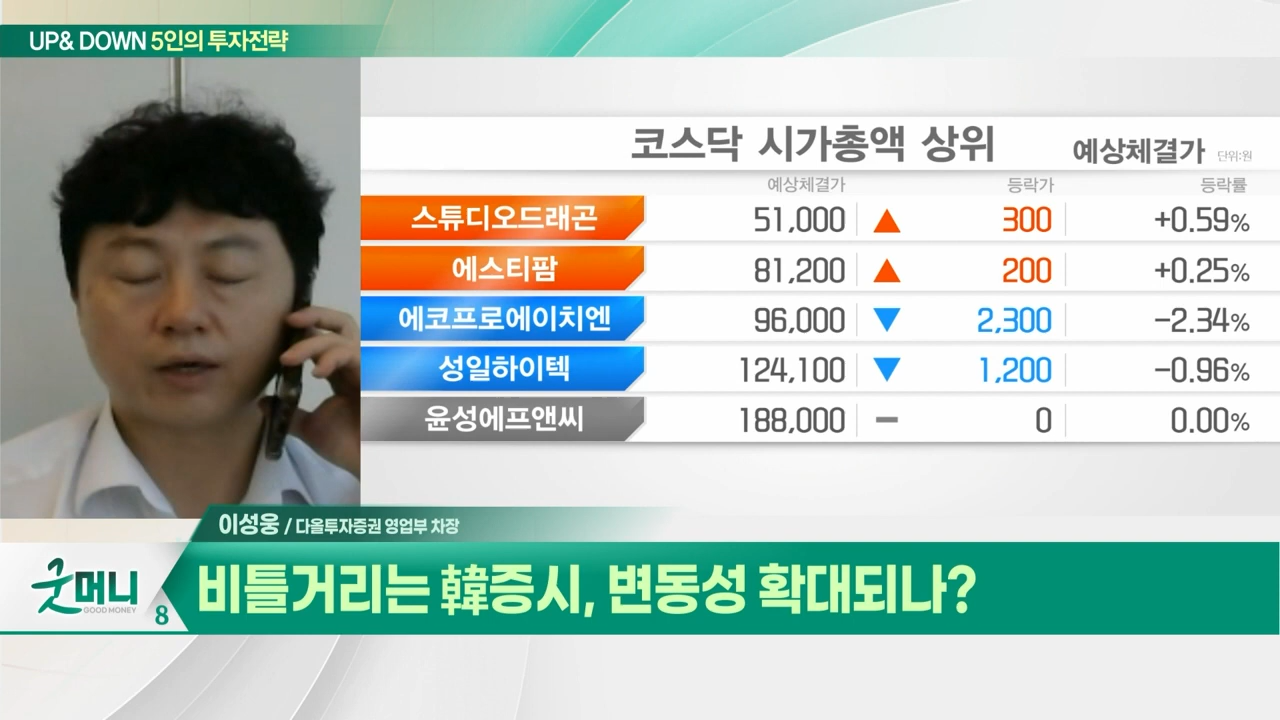 UP& DOWN 5인의 투자전략
코스닥 시가총액 상위 예상체결가 단위:원
예상체결가 등락가 등락률
스튜디오드래곤 51,000 ▲ 300 +0.59%
에스티팜 81,200 ▲ 200 +0.25%
에코프로에이치엔 96,000 ▼ 2,300 -2.34%
성일하이텍 124,100 ▼ 1,200 -0.96%
윤성에프앤씨 188,000 - 0 0.00%
이성웅 / 다올투자증권 영업부 차장
비틀거리는 韓증시, 변동성 확대되나?
굿머니
GOOD MONEY
8